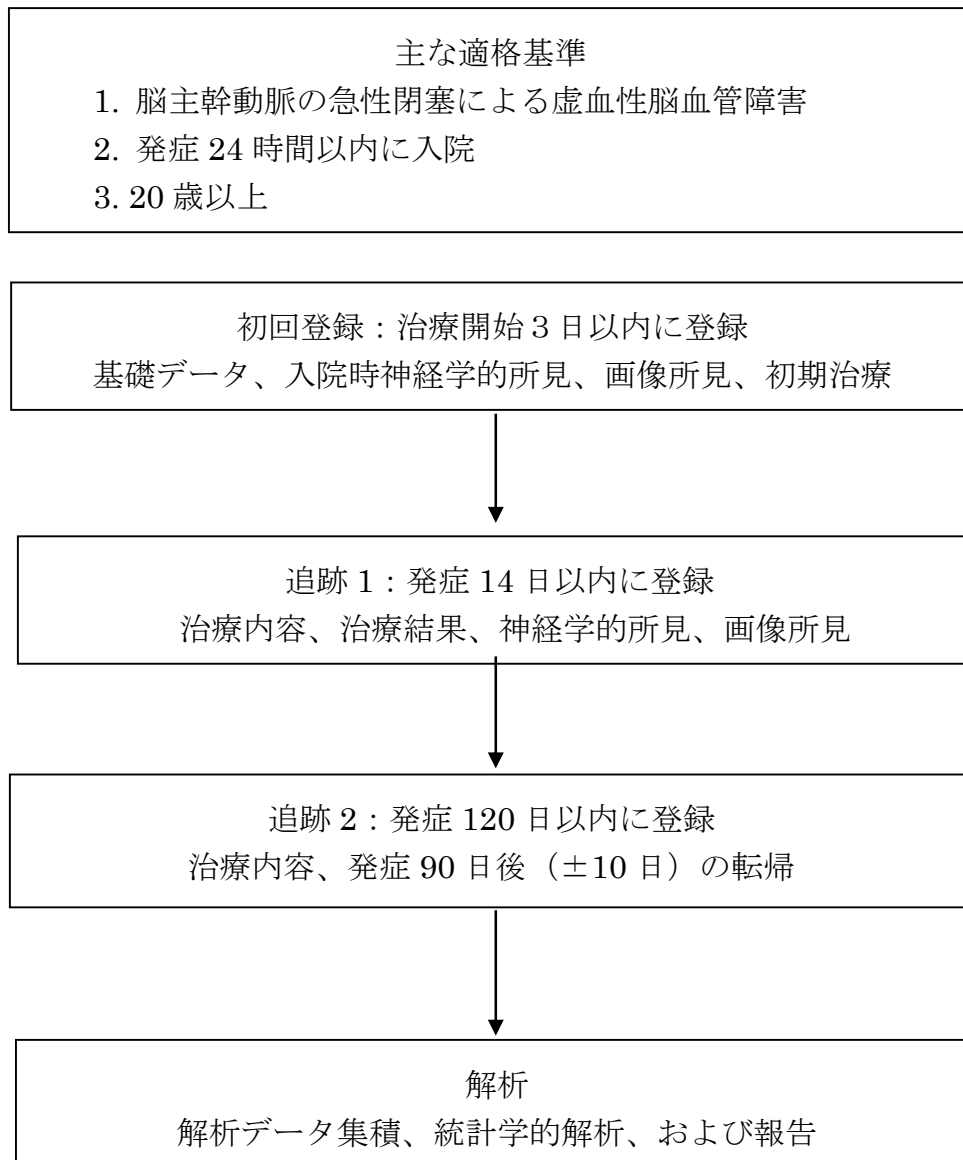 主な適格基準
1. 脳主幹動脈の急性閉塞による虚血性脳血管障害
2. 発症 24 時間以内に入院
3. 20 歳以上
初回登録：治療開始３日以内に登録
基礎データ、入院時神経学的所見、画像所見、初期治療
追跡 1：発症 14 日以内に登録
治療内容、治療結果、神経学的所見、画像所見
追跡 2：発症 120 日以内に登録
治療内容、発症 90 日後（±10 日）の転帰
解析
解析データ集積、統計学的解析、および報告